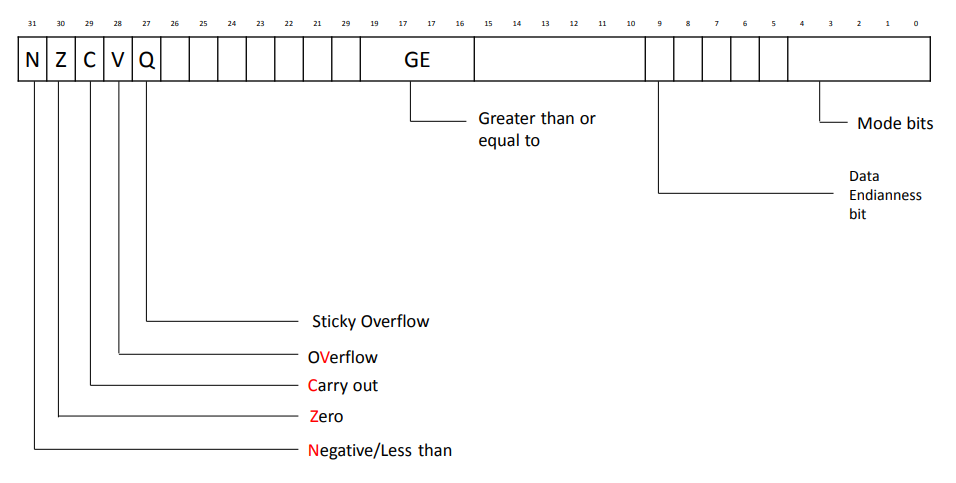 31 30 29 28 27 26 25 24 23 22 21 29 19 17 17 16 15 14 13 12 11 10 9 8 7 6 5 4 3 2 1 0
N Z C V Q GE
Greater than or
equal to
Mode bits
Data
Endianness
bit
Sticky Overflow
OVerflow
Carry out
Zero
Negative/Less than